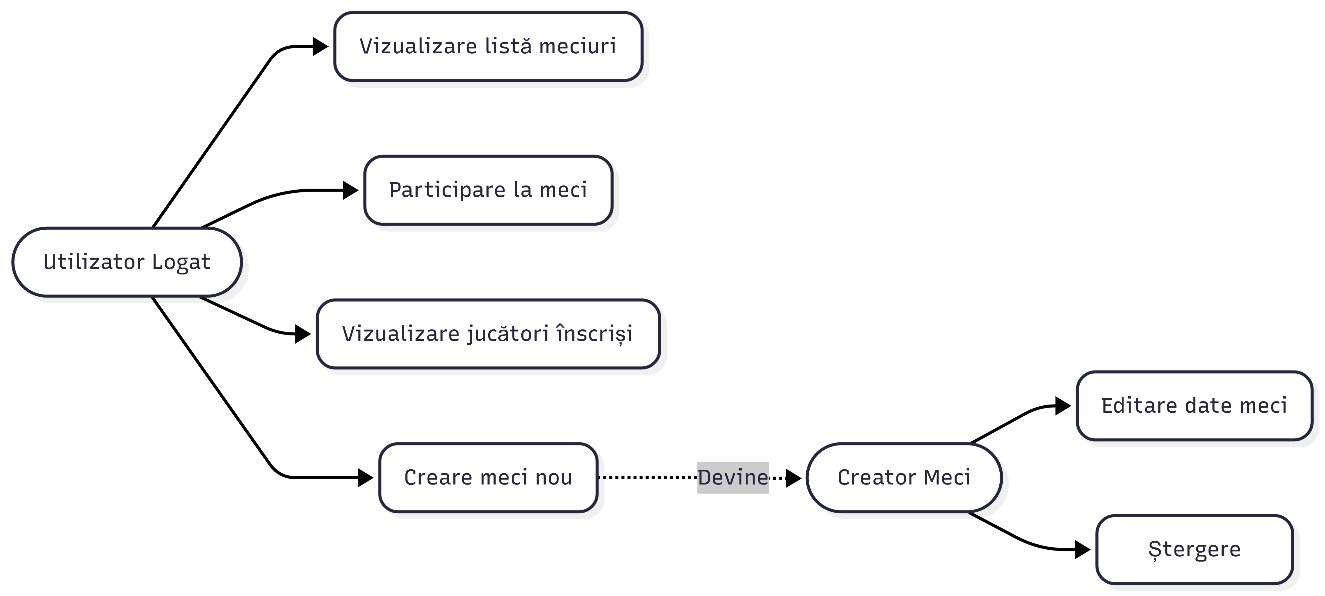 Vizualizare listă meciuri
Participare la meci
Utilizator Logat
Vizualizare jucători înscriși
Editare date meci
Creare meci nou
Devine
Creator Meci
Ștergere